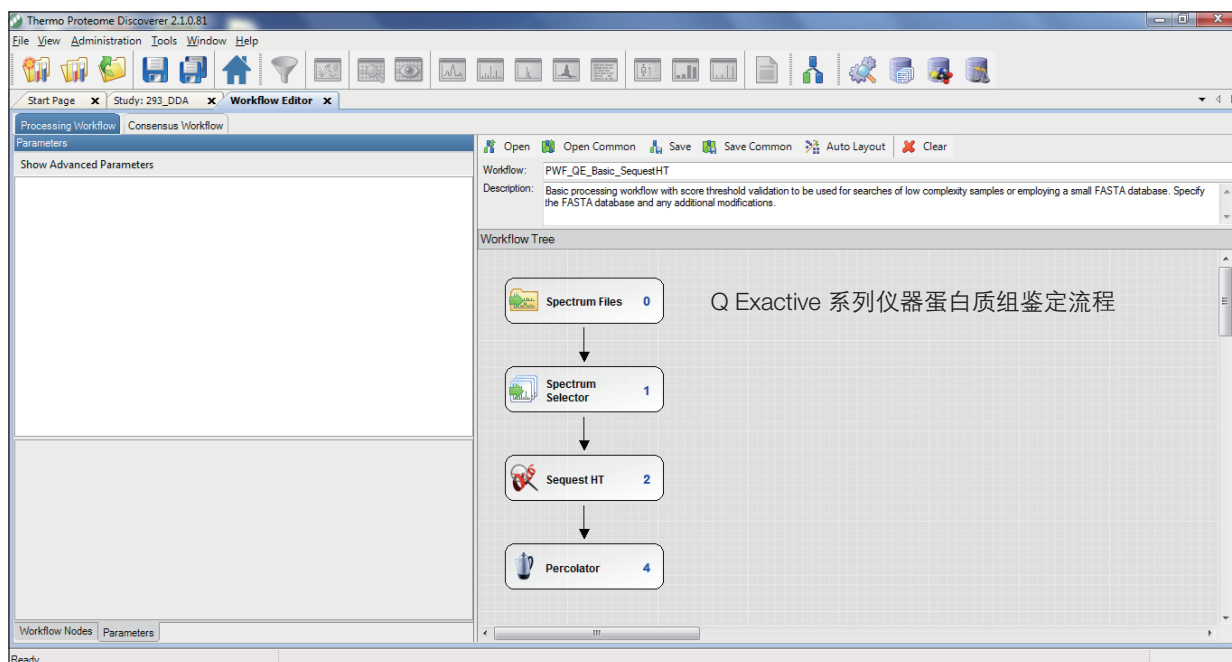 Thermo Proteome Discoverer 2.1.0.81
File View Administration Tools Window Help
Start Page x Study: 293_DDA x Workflow Editor x
Processing Workflow Consensus Workflow
Parameters
Show Advanced Parameters
Open Open Common Save Save Common Auto Layout Clear
Workflow: PWF_QE_Basic_SequestHT
Description: Basic processing workflow with score threshold validation to be used for searches of low complexity samples or employing a small FASTA database. Specify
the FASTA database and any additional modifications.
Workflow Tree
Spectrum Files 0
Q Exactive 系列仪器蛋白质组鉴定流程
Spectrum
Selector 1
Sequest HT 2
Percolator 4
Workflow Nodes Parameters
Ready